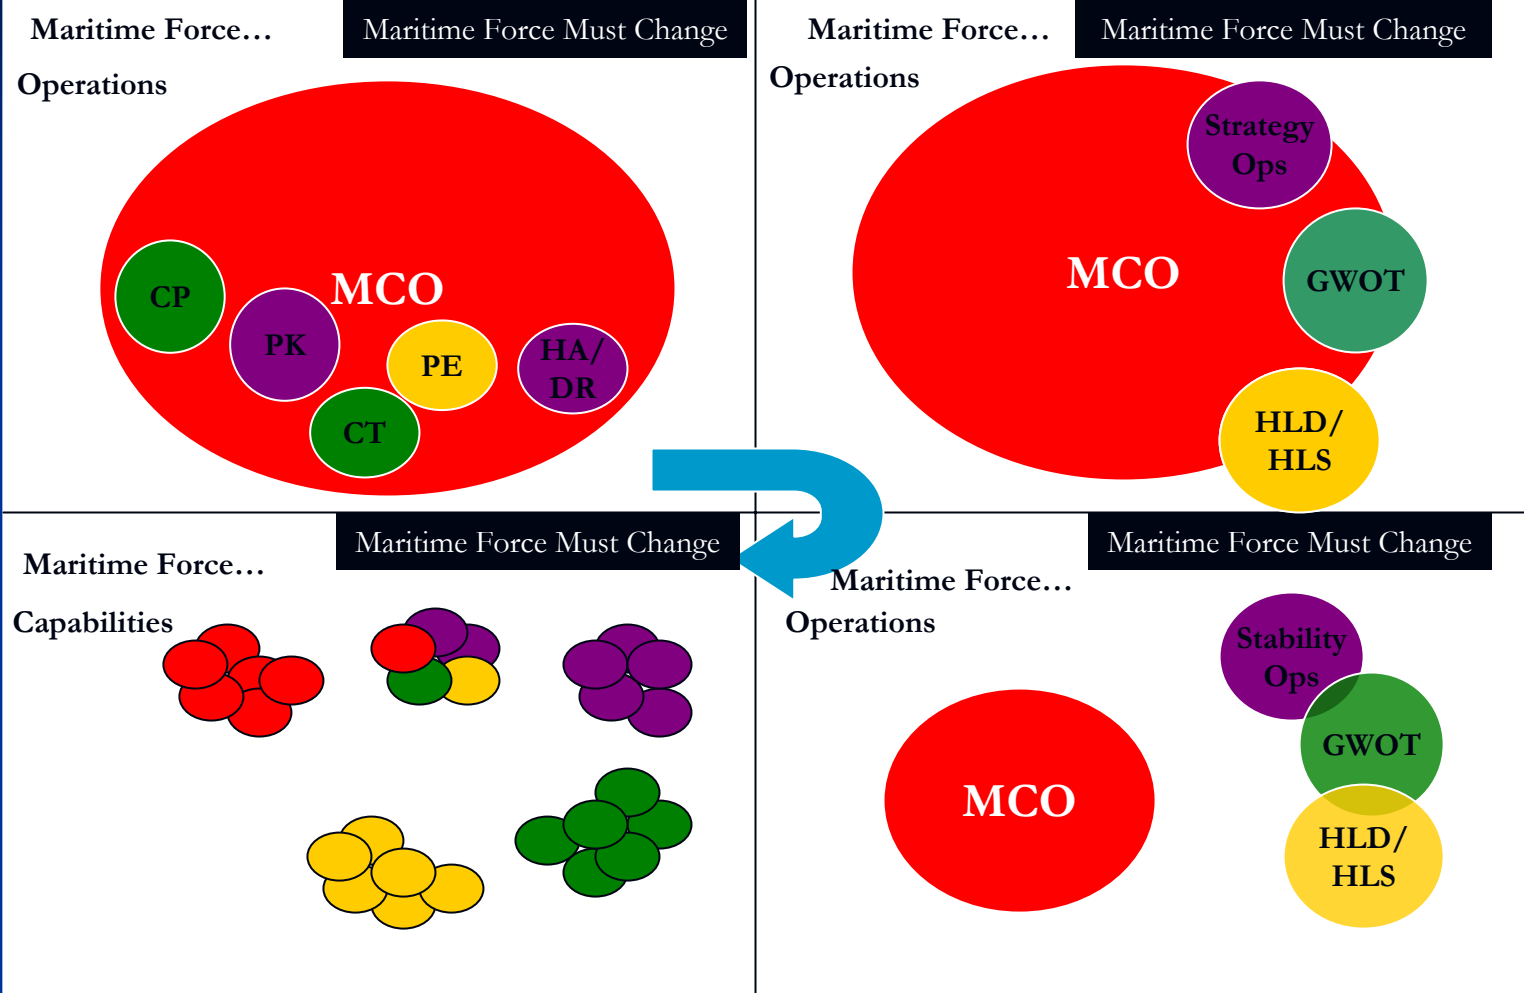 Maritime Force…
Maritime Force Must Change
Operations
MCO
CP
PK
PE
HA/
DR
CT
Maritime Force…
Maritime Force Must Change
Operations
Strategy
Ops
MCO
GWOT
HLD/
HLS
Maritime Force…
Maritime Force Must Change
Capabilities
Maritime Force Must Change
Maritime Force…
Operations
Stability
Ops
GWOT
MCO
HLD/
HLS